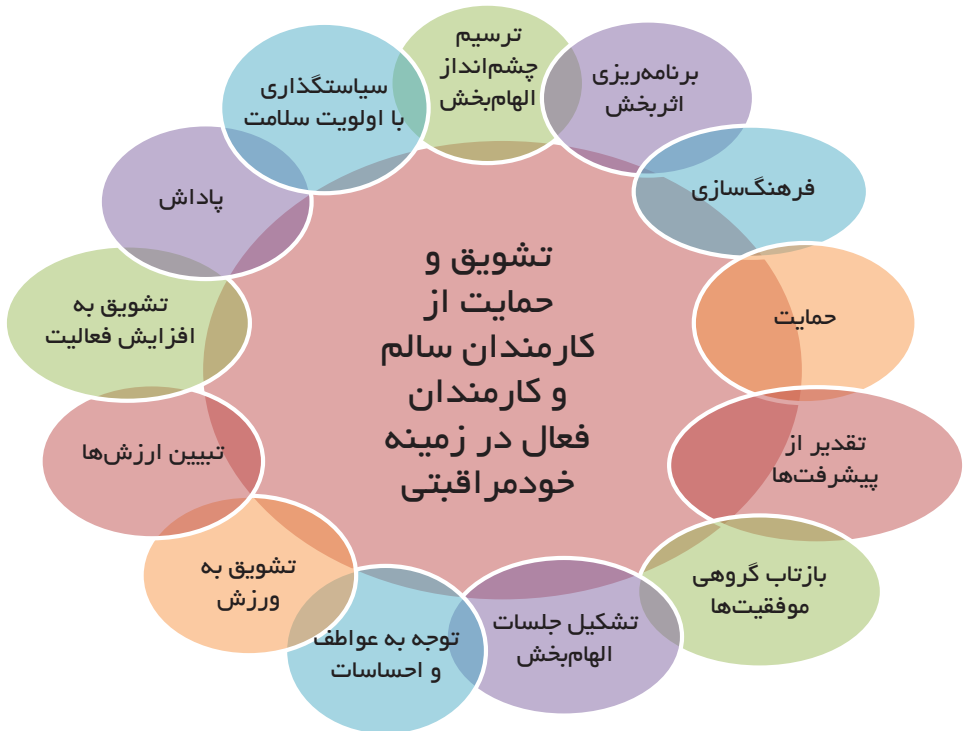 ترسیم
چشم‌انداز
الهام‌بخش
برنامه‌ریزی
اثربخش
فرهنگ‌سازی
حمایت
تقدیر از
پیشرفت‌ها
بازتاب گروهی
موفقیت‌ها
تشکیل جلسات
الهام‌بخش
توجه به عواطف
و احساسات
تشویق به
ورزش
تبیین ارزش‌ها
تشویق به
افزایش فعالیت
پاداش
سیاستگذاری
با اولویت سلامت
تشویق و
حمایت از
کارمندان سالم
و کارمندان
فعال در زمینه
خودمراقبتی